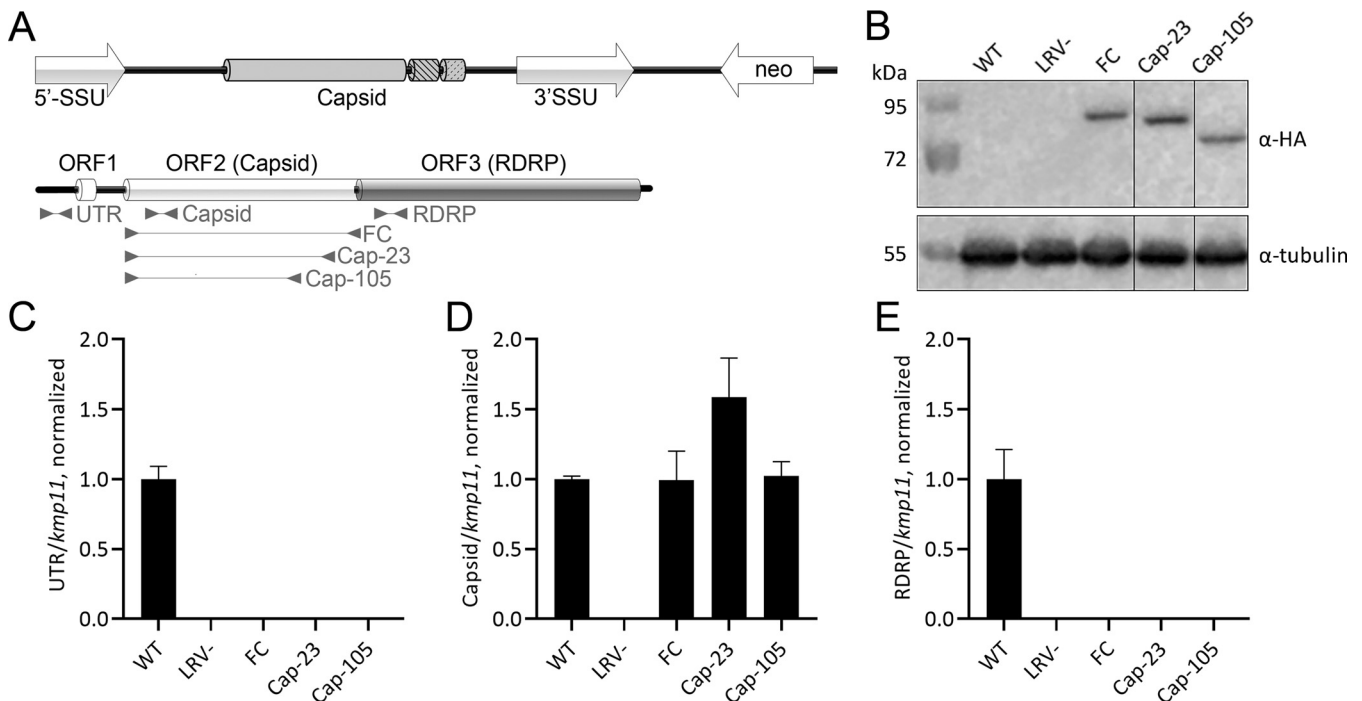 A
5'-SSU
Capsid
3'SSU
neo
ORF1
ORF2 (Capsid)
ORF3 (RDRP)
UTR
Capsid
RDRP
FC
Cap-23
Cap-105
B
kDa
WT
LRV-
FC
Cap-23
Cap-105
95
72
α-HA
55
α-tubulin
C
UTR/kmp11, normalized
2.0
1.5
1.0
0.5
0.0
WT
LRV-
FC
Cap-23
Cap-105
D
Capsid/kmp11, normalized
2.0
1.5
1.0
0.5
0.0
WT
LRV-
FC
Cap-23
Cap-105
E
RDRP/kmp11, normalized
2.0
1.5
1.0
0.5
0.0
WT
LRV-
FC
Cap-23
Cap-105